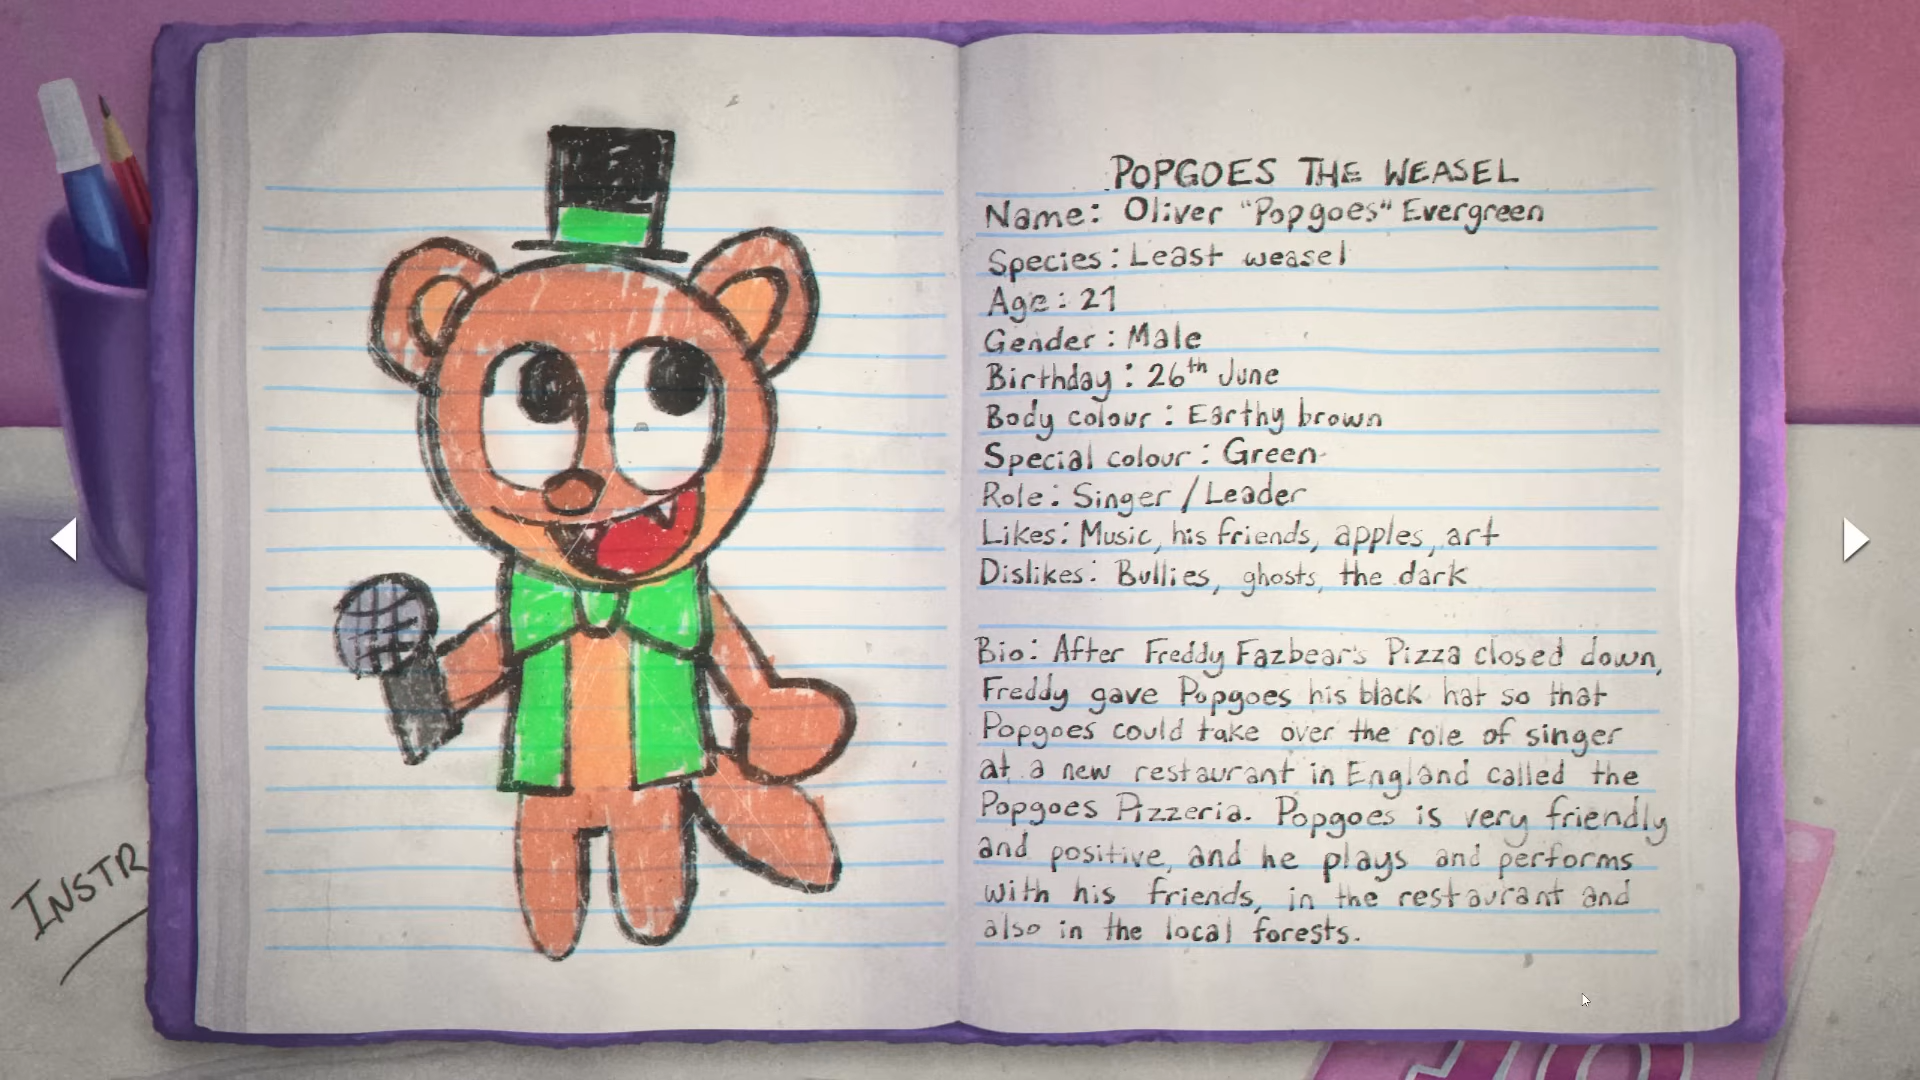 POPGOES THE WEASEL
Name: Oliver "Popgoes" Evergreen
Species: Least weasel
Age: 21
Gender: Male
Birthday: 26th June
Body colour: Earthy brown
Special colour: Green
Role: Singer / Leader
Likes: Music, his friends, apples, art
Dislikes: Bullies, ghosts, the dark
Bio: After Freddy Fazbear's Pizza closed down,
Freddy gave Popgoes his black hat so that
Popgoes could take over the role of singer
at a new restaurant in England called the
Popgoes Pizzeria. Popgoes is very friendly
and positive, and he plays and performs
with his friends, in the restaurant and
also in the local forests.
INSTR